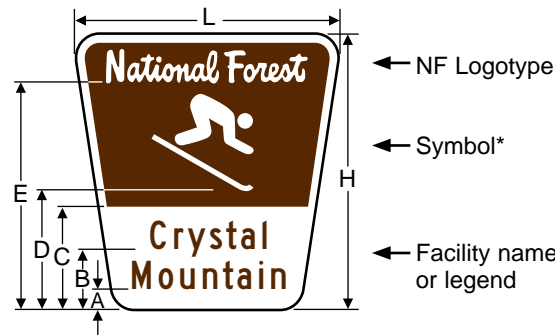 L
National Forest
NF Logotype
Symbol*
E
H
D
C
B
A
Crystal
Mountain
Facility name
or legend